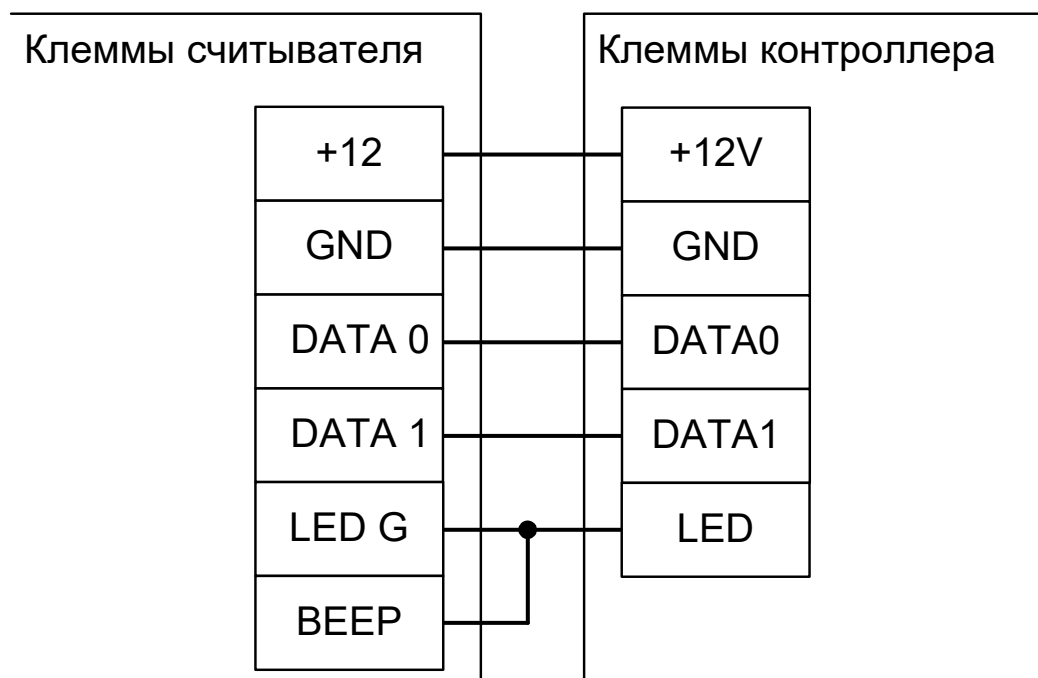 Клеммы считывателя
Клеммы контроллера
+12
+12V
GND
GND
DATA 0
DATA0
DATA 1
DATA1
LED G
LED
BEEP